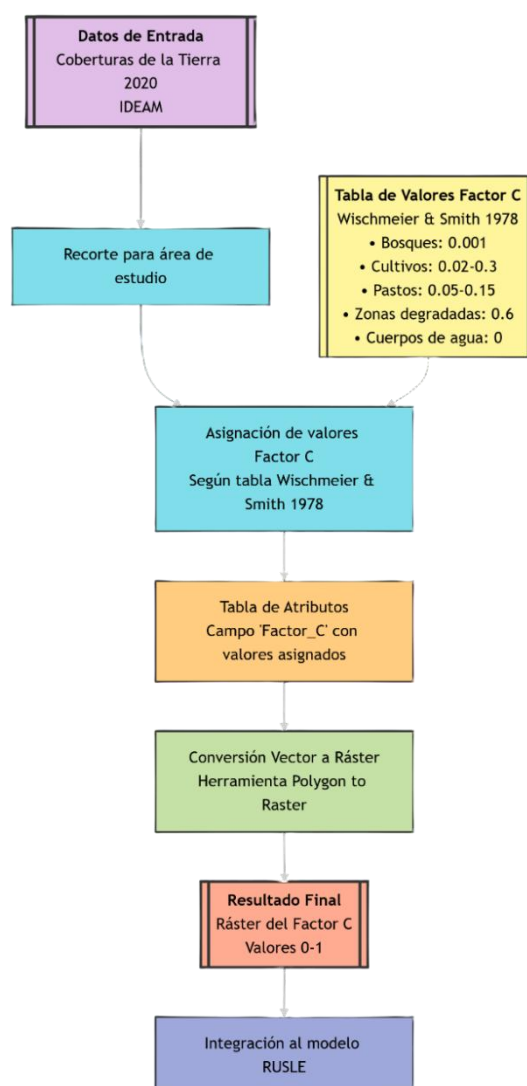 Datos de Entrada
Coberturas de la Tierra
2020
IDEAM
Tabla de Valores Factor C
Wischmeier & Smith 1978
• Bosques: 0.001
• Cultivos: 0.02-0.3
• Pastos: 0.05-0.15
• Zonas degradadas: 0.6
• Cuerpos de agua: 0
Recorte para área de
estudio
Asignación de valores
Factor C
Según tabla Wischmeier &
Smith 1978
Tabla de Atributos
Campo 'Factor_C' con
valores asignados
Conversión Vector a Ráster
Herramienta Polygon to
Raster
Resultado Final
Ráster del Factor C
Valores 0-1
Integración al modelo
RUSLE